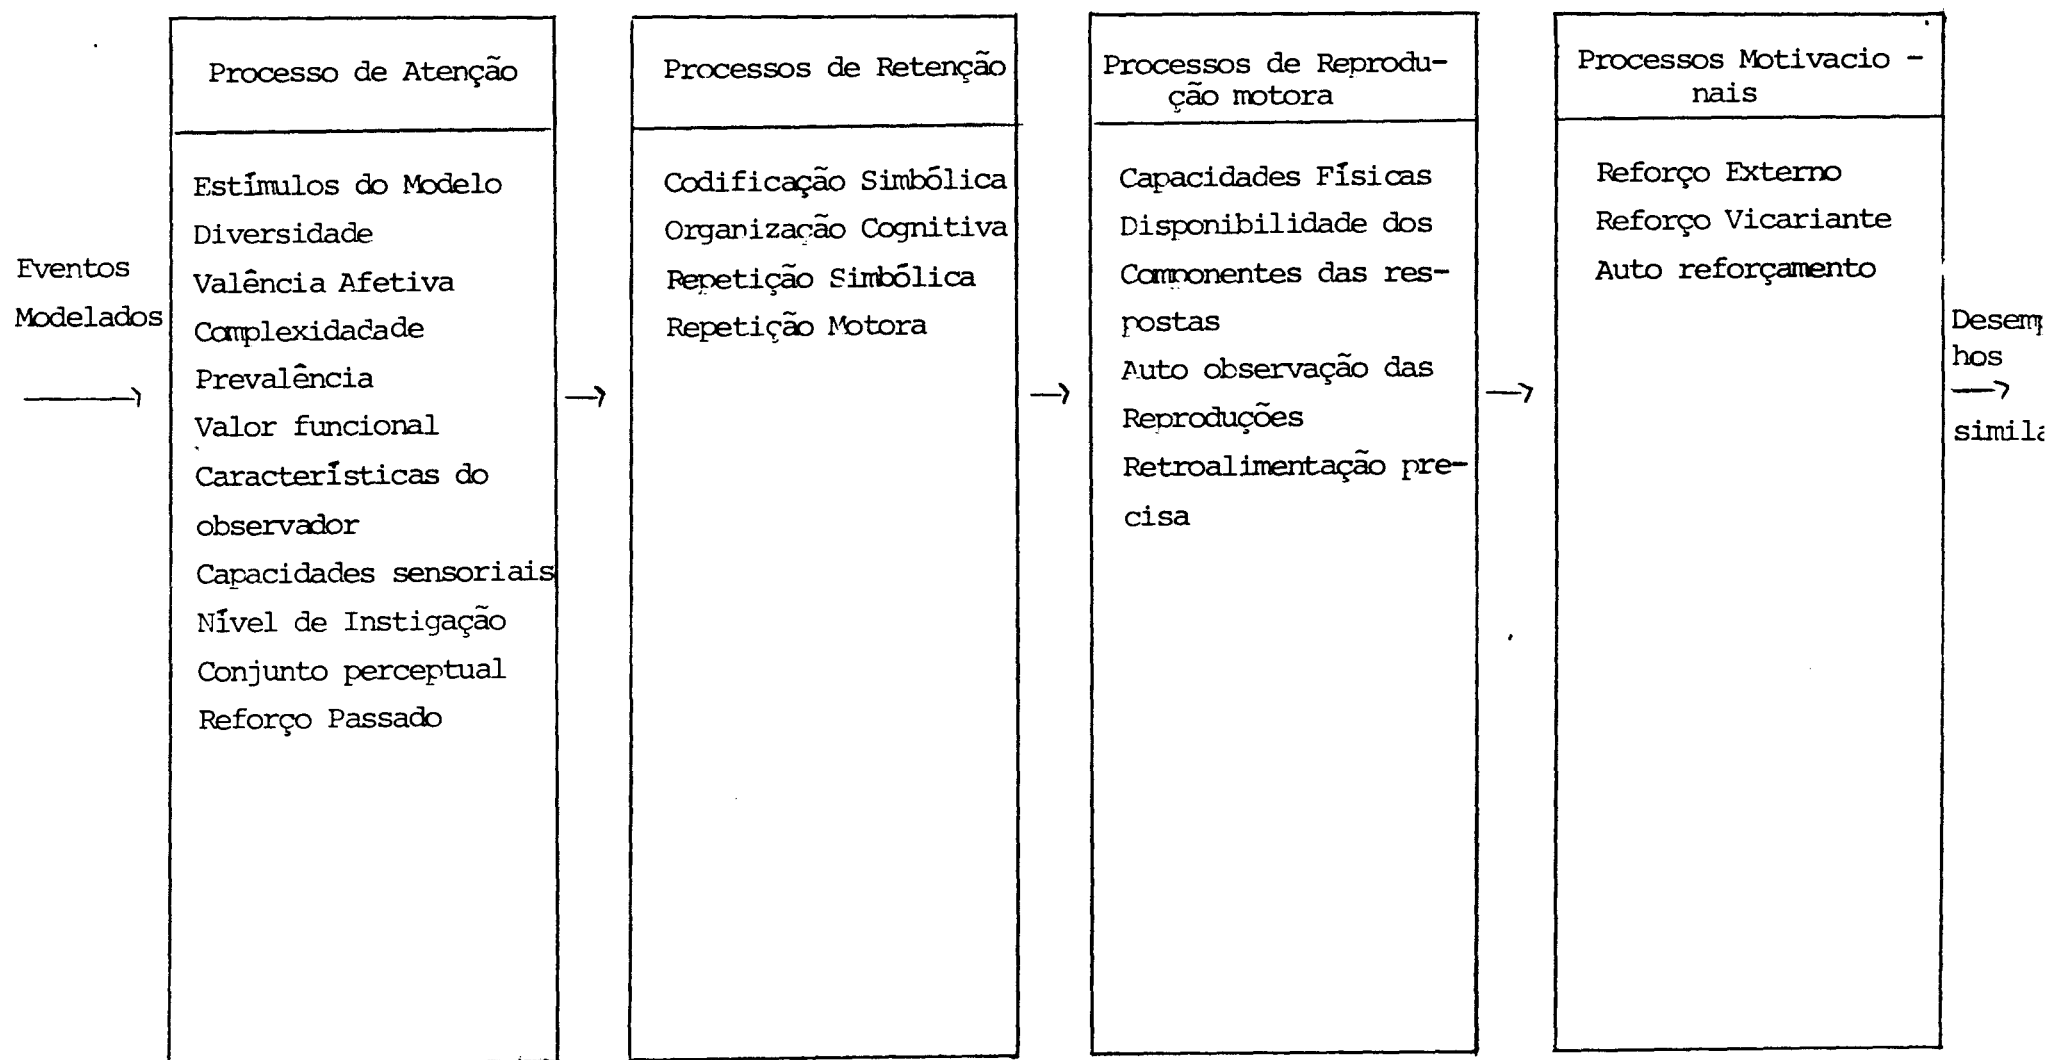 Eventos
Modelados
Processo de Atenção
Estímulos do Modelo
Diversidade
Valência Afetiva
Complexidadade
Prevalência
Valor funcional
Características do
observador
Capacidades sensoriais
Nível de Instigação
Conjunto perceptual
Reforço Passado
Processos de Retenção
Codificação Simbólica
Organização Cognitiva
Repetição Simbólica
Repetição Motora
Processos de Reprodu-
ção motora
Capacidades Físicas
Disponibilidade dos
Componentes das res-
postas
Auto observação das
Reproduções
Retroalimentação pre-
cisa
Processos Motivacio -
nais
Reforço Externo
Reforço Vicariante
Auto reforçamento
hos